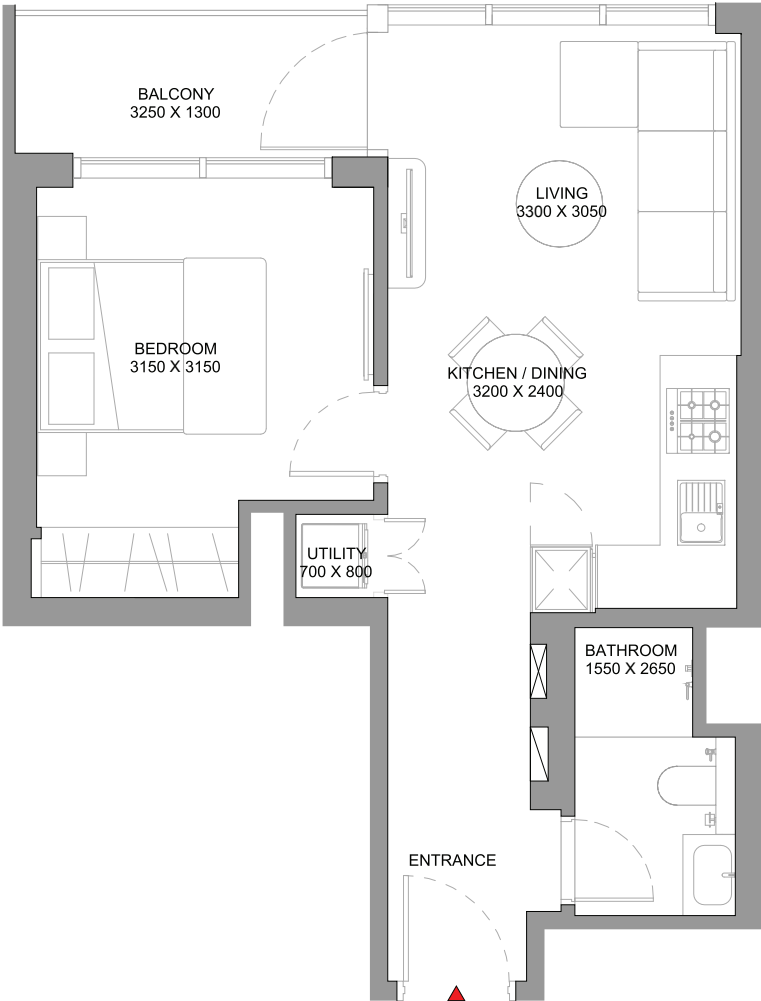 BALCONY
3250 X 1300
LIVING
3300 X 3050
BEDROOM
3150 X 3150
KITCHEN / DINING
3200 X 2400
UTILITY
700 X 800
BATHROOM
1550 X 2650
ENTRANCE